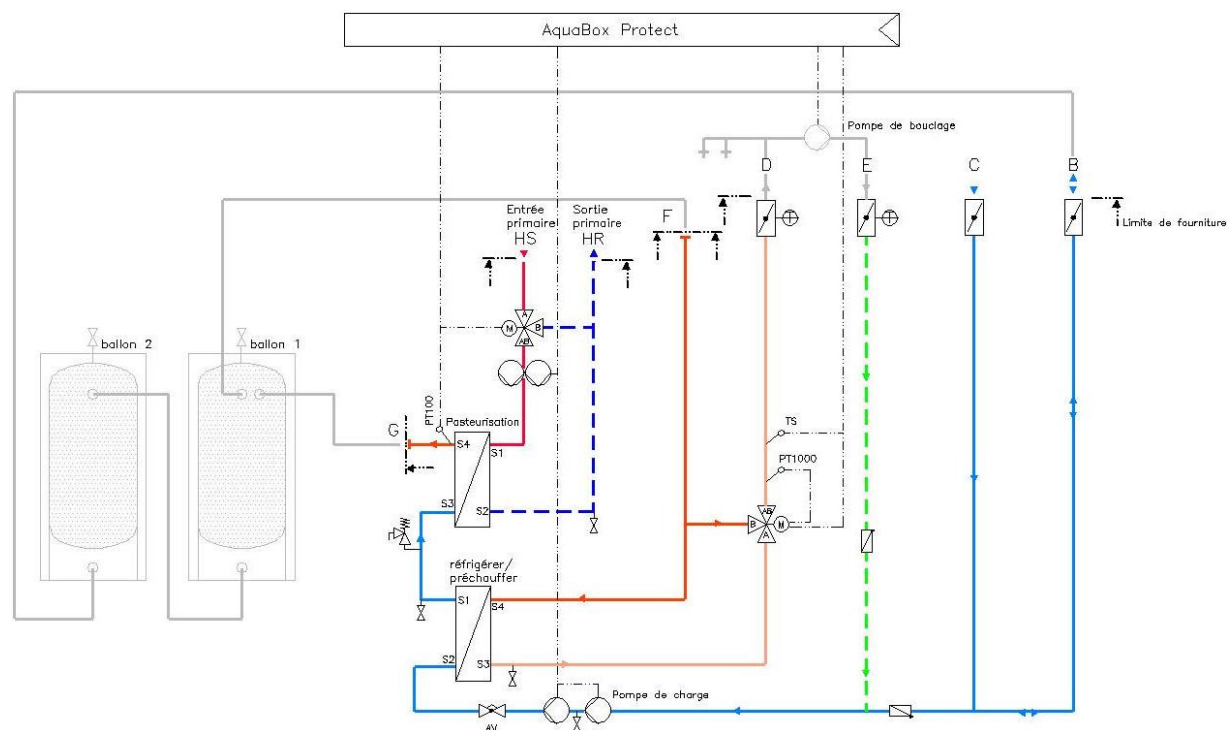 AquaBox Protect
Pompe de bouclage
D
E
C
B
F
Entrée
primaire
HS
Sortie
primaire
HR
Limite de fourniture
T
T
A
M
B
AB
ballon 2
ballon 1
PT100
Pasteurisation
G
S4
S1
S3
S2
TS
PT1000
AB
B
M
A
réfrigérer/
préchauffer
S1
S4
S2
S3
Pompe de charge
AV